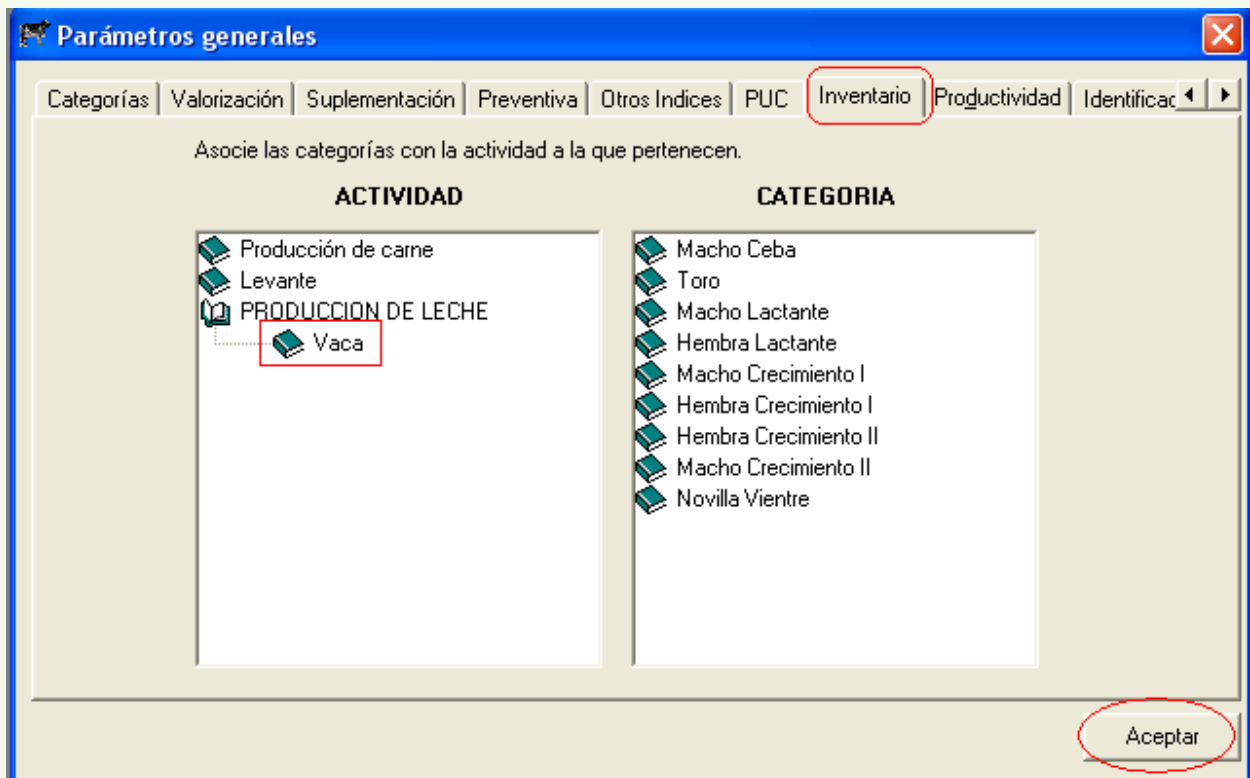 Parámetros generales
Categorías Valorización Suplementación Preventiva Otros Indices PUC Inventario Productividad Identificac
Asocie las categorías con la actividad a la que pertenecen.
ACTIVIDAD
CATEGORIA
Producción de carne
Levante
PRODUCCION DE LECHE
Vaca
Macho Ceba
Toro
Macho Lactante
Hembra Lactante
Macho Crecimiento I
Hembra Crecimiento I
Hembra Crecimiento II
Macho Crecimiento II
Novilla Vientre
Aceptar